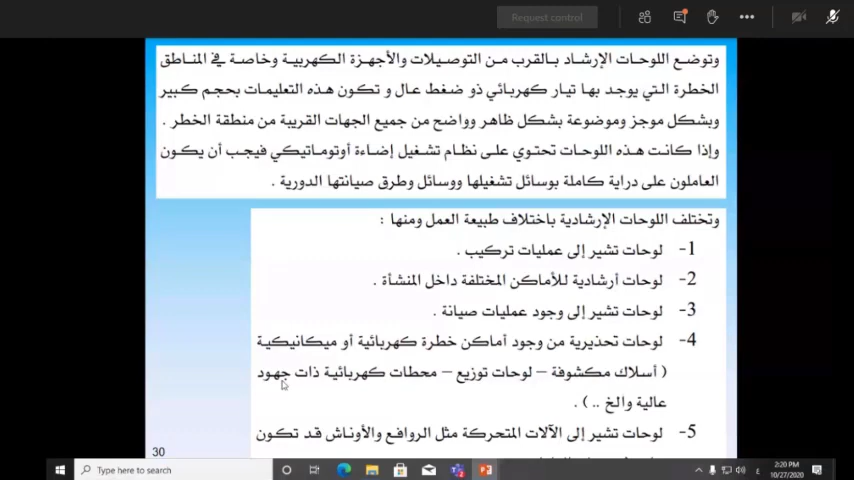 Request control
وتوضع اللوحات الإرشاد بالقرب من التوصيلات والأجهزة الكهربية وخاصة في المناطق
الخطرة التي يوجد بها تيار كهربائي ذو ضغط عال و تكون هذه التعليمات بحجم كبير
وبشكل موجز وموضوعة بشكل ظاهر وواضح من جميع الجهات القريبة من منطقة الخطر .
وإذا كانت هذه اللوحات تحتوي على نظام تشغيل إضاءة أوتوماتيكي فيجب أن يكون
العاملون على دراية كاملة بوسائل تشغيلها ووسائل وطرق صيانتها الدورية .
وتختلف اللوحات الإرشادية باختلاف طبيعة العمل ومنها :
1- لوحات تشير إلى عمليات تركيب .
2- لوحات أرشادية للأماكن المختلفة داخل المنشأة .
3- لوحات تشير إلى وجود عمليات صيانة .
4- لوحات تحذيرية من وجود أماكن خطرة كهربائية أو ميكانيكية
( أسلاك مكشوفة – لوحات توزيع – محطات كهربائية ذات جهود
عالية والخ .. ) .
5- لوحات تشير إلى الآلات المتحركة مثل الروافع والأوناش قد تكون
30
Type here to search
ع
2:20 PM
10/27/2020